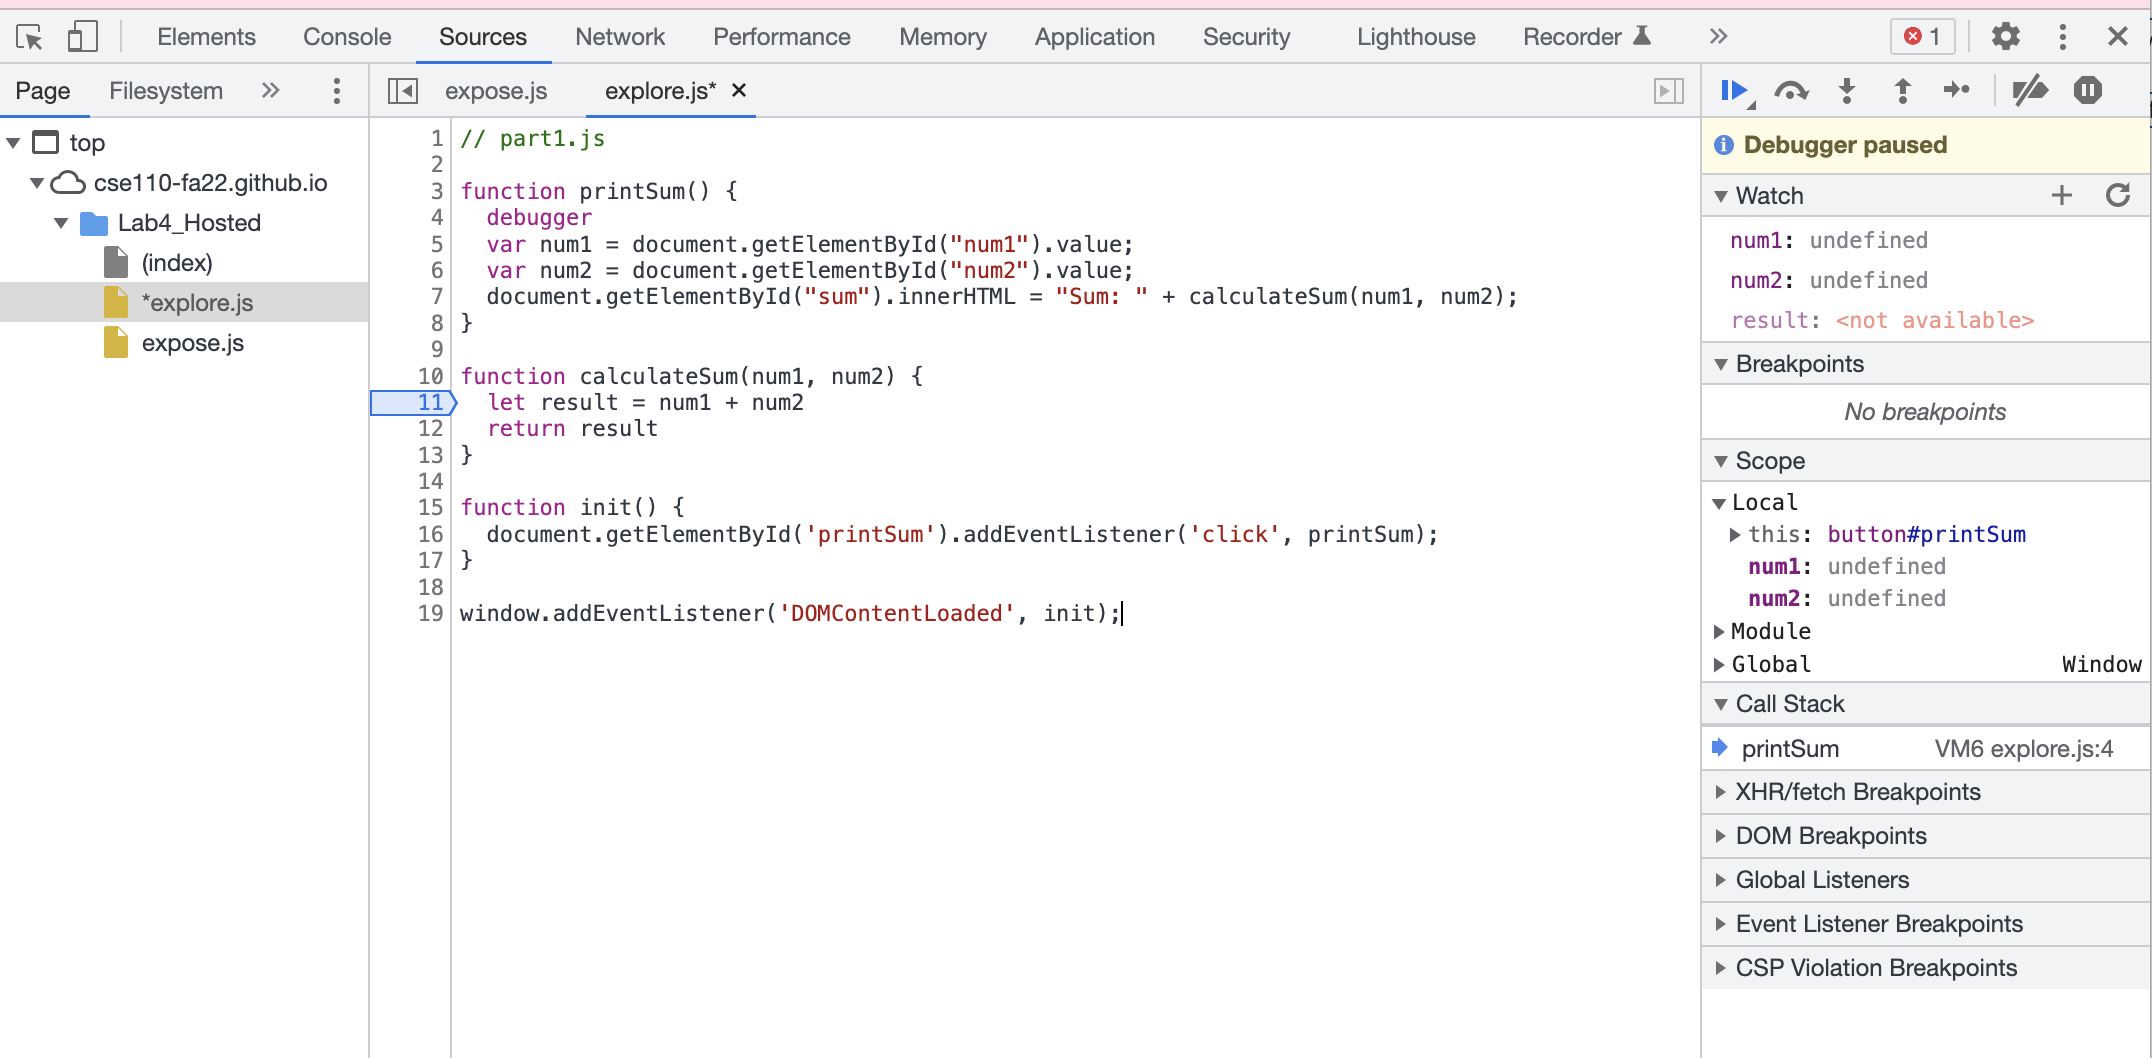 Elements Console Sources Network Performance Memory Application Security Lighthouse Recorder 1
Page Filesystem
expose.js explore.js*
top
cse110-fa22.github.io
Lab4_Hosted
(index)
*explore.js
expose.js
1 // part1.js
2
3 function printSum() {
4   debugger
5   var num1 = document.getElementById("num1").value;
6   var num2 = document.getElementById("num2").value;
7   document.getElementById("sum").innerHTML = "Sum: " + calculateSum(num1, num2);
8 }
9
10 function calculateSum(num1, num2) {
11   let result = num1 + num2
12   return result
13 }
14
15 function init() {
16   document.getElementById('printSum').addEventListener('click', printSum);
17 }
18
19 window.addEventListener('DOMContentLoaded', init);
Debugger paused
Watch
num1: undefined
num2: undefined
result: <not available>
Breakpoints
No breakpoints
Scope
Local
this: button#printSum
num1: undefined
num2: undefined
Module
Global Window
Call Stack
printSum VM6 explore.js:4
XHR/fetch Breakpoints
DOM Breakpoints
Global Listeners
Event Listener Breakpoints
CSP Violation Breakpoints